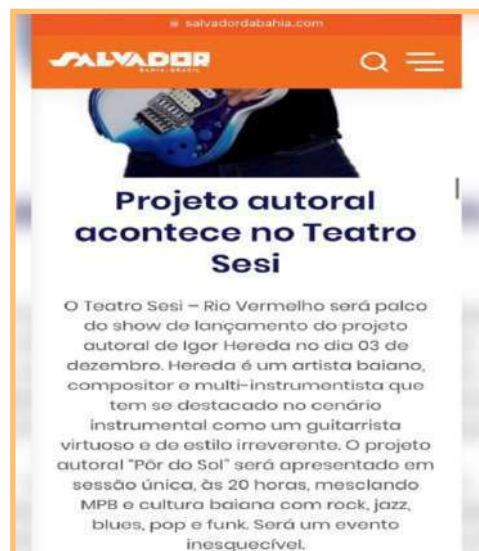 salvadordabahia.com
SALVADOR
BAHIA-BRASIL
Projeto autoral
acontece no Teatro
Sesi
O Teatro Sesi – Rio Vermelho será palco
do show de lançamento do projeto
autoral de Igor Hereda no dia 03 de
dezembro. Hereda é um artista baiano,
compositor e multi-instrumentista que
tem se destacado no cenário
instrumental como um guitarrista
virtuoso e de estilo irreverente. O projeto
autoral "Pôr do Sol" será apresentado em
sessão única, às 20 horas, mesclando
MPB e cultura baiana com rock, jazz,
blues, pop e funk. Será um evento
inesquecível.